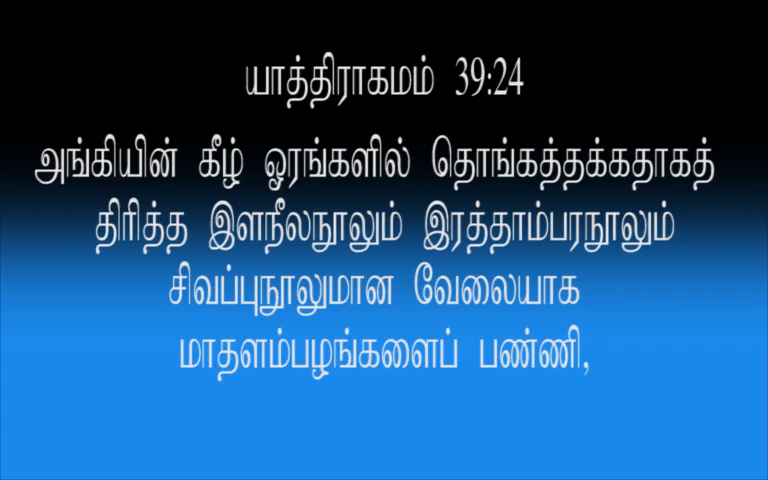 யாத்திராகமம் 39:24
அங்கியின் கீழ் ஓரங்களில் தொங்கத்தக்கதாகத்
திரித்த இளநீலநூலும் இரத்தாம்பரநூலும்
சிவப்புநூலுமான வேலையாக
மாதளம்பழங்களைப் பண்ணி,